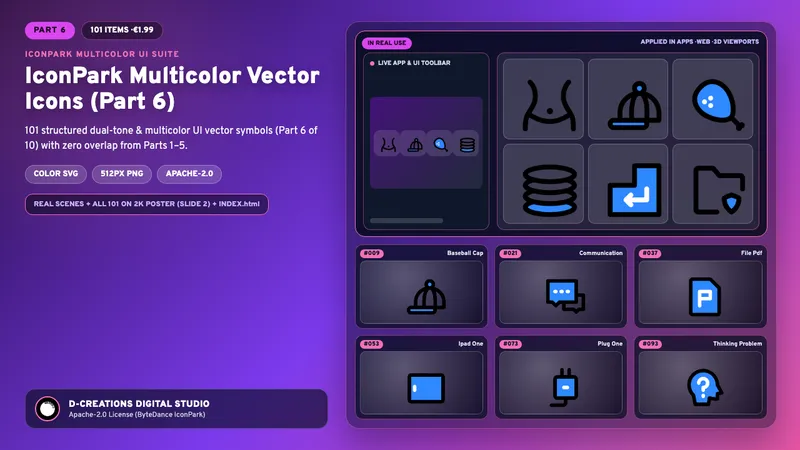 PART 6
101 ITEMS ·€1.99
ICONPARK MULTICOLOR UI SUITE
IconPark Multicolor Vector
Icons (Part 6)
101 structured dual-tone & multicolor UI vector symbols (Part 6 of
10) with zero overlap from Parts 1–5.
COLOR SVG
512PX PNG
APACHE-2.0
REAL SCENES + ALL 101 ON 2K POSTER (SLIDE 2) + INDEX.html
D-CREATIONS DIGITAL STUDIO
Apache-2.0 License (ByteDance IconPark)
IN REAL USE
APPLIED IN APPS ·WEB ·3D VIEWPORTS
LIVE APP & UI TOOLBAR
#009
Baseball Cap
#021
Communication
#037
File Pdf
P
#053
Ipad One
#073
Plug One
#093
Thinking Problem
?